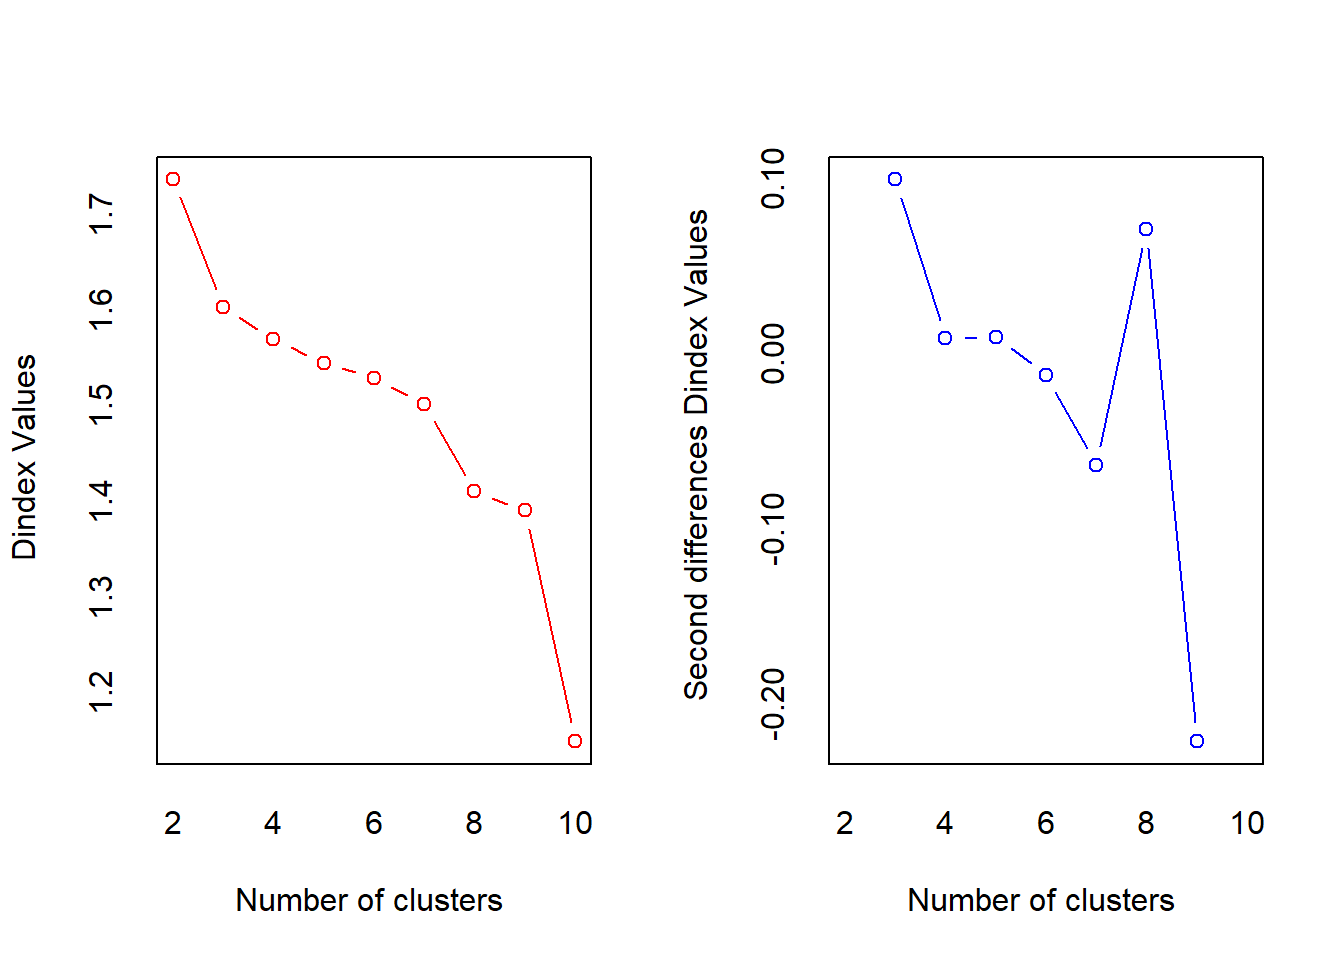 Dindex Values
1.7
1.6
1.5
1.4
1.3
1.2
2 4 6 8 10
Number of clusters
Second differences Dindex Values
0.10
0.00
-0.10
-0.20
2 4 6 8 10
Number of clusters